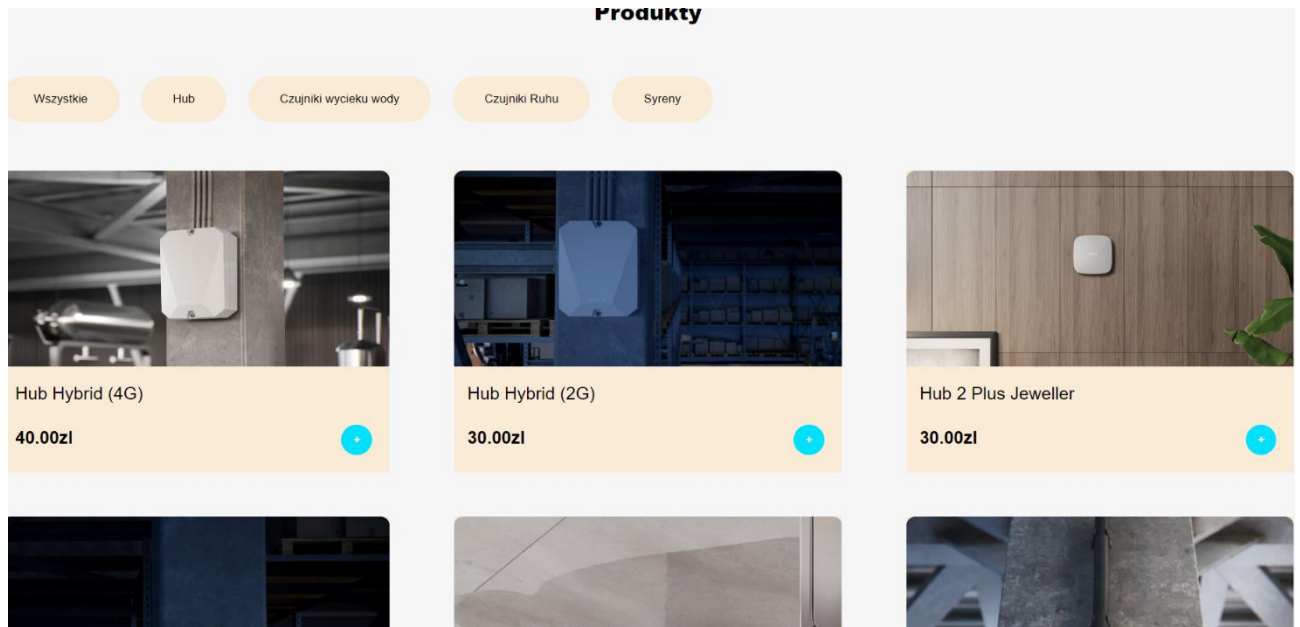 Produkty
Wszystkie
Hub
Czujniki wycieku wody
Czujniki Ruhu
Syreny
Hub Hybrid (4G)
40.00zl
+
Hub Hybrid (2G)
30.00zl
+
Hub 2 Plus Jeweller
30.00zl
+